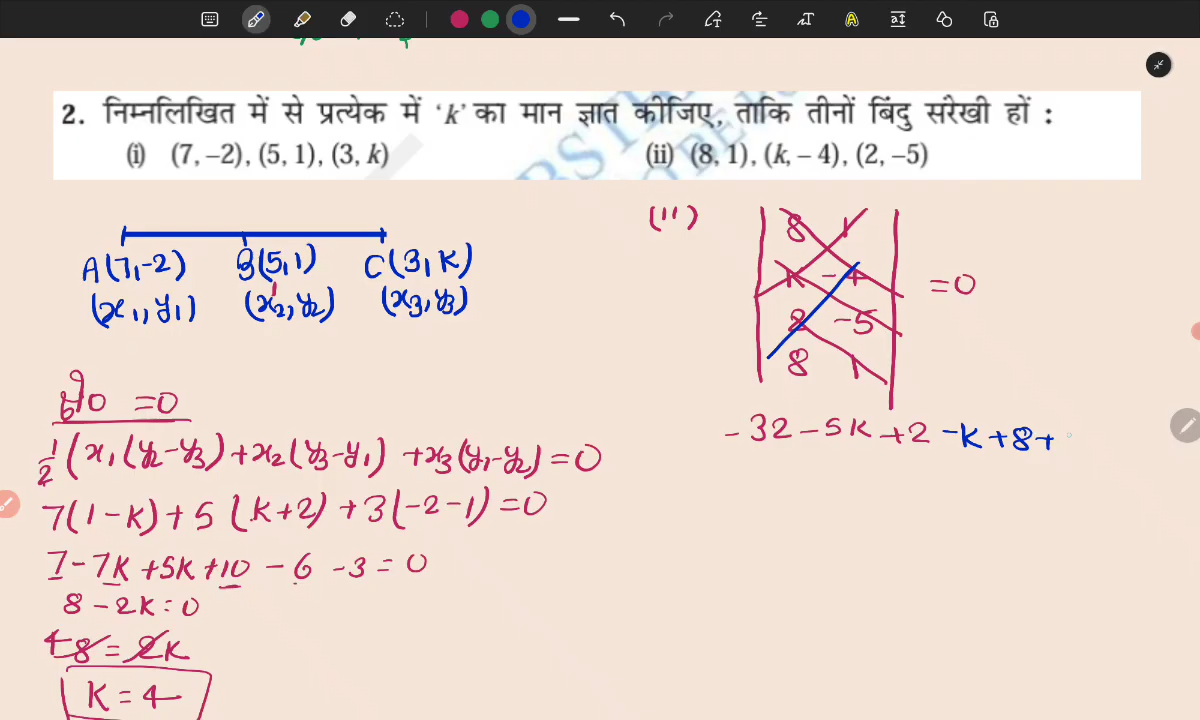 2. निम्नलिखित में से प्रत्येक में 'k' का मान ज्ञात कीजिए, ताकि तीनों बिंदु संरेखी हों :
(i) (7, –2), (5, 1), (3, k) (ii) (8, 1), (k, – 4), (2, –5)
A(7,-2) B(5,1) C(3,K)
(x1,y1) (x2,y2) (x3,y3)
=0
1/2 (x1(y2-y3)+x2(y3-y1)+x3(y1-y2)=0
7(1-K)+5(K+2)+3(-2-1)=0
7-7K+5K+10-6-3=0
8-2K=0
8=2K
K=4
(11)
8 1
K -4
2 -5
8 1
=0
-32-5K+2-K+8+